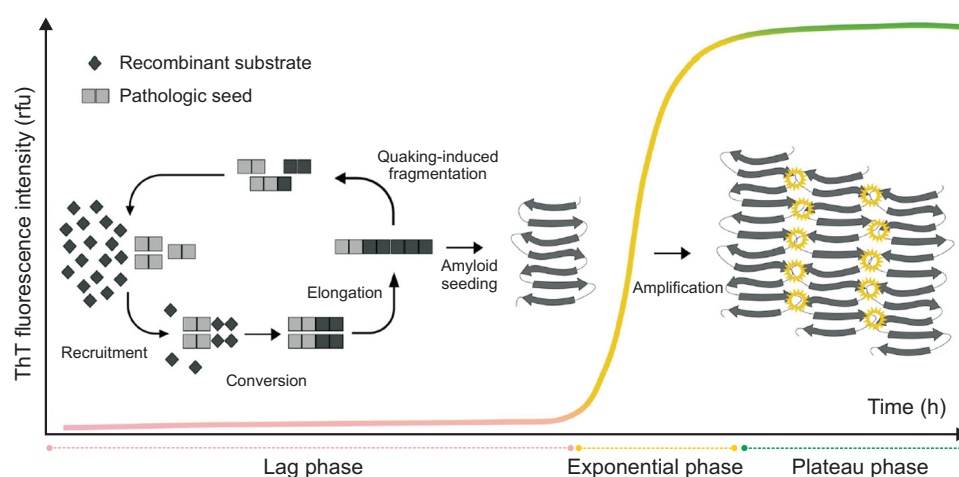 ThT fluorescence intensity (rfu)
Recombinant substrate
Pathologic seed
Quaking-induced
fragmentation
Elongation
Amyloid
seeding
Amplification
Recruitment
Conversion
Time (h)
Lag phase
Exponential phase
Plateau phase